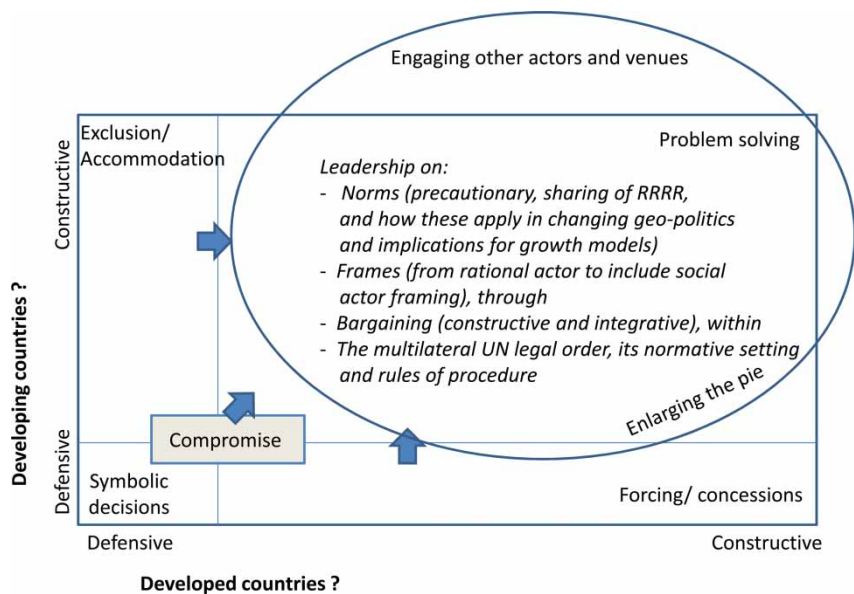 Engaging other actors and venues
Exclusion/
Accommodation
Problem solving
Constructive
Leadership on:
- Norms (precautionary, sharing of RRRR,
and how these apply in changing geo-politics
and implications for growth models)
- Frames (from rational actor to include social
actor framing), through
- Bargaining (constructive and integrative), within
- The multilateral UN legal order, its normative setting
and rules of procedure
Enlarging the pie
Developing countries ?
Compromise
Defensive
Symbolic
decisions
Forcing/ concessions
Defensive
Constructive
Developed countries ?